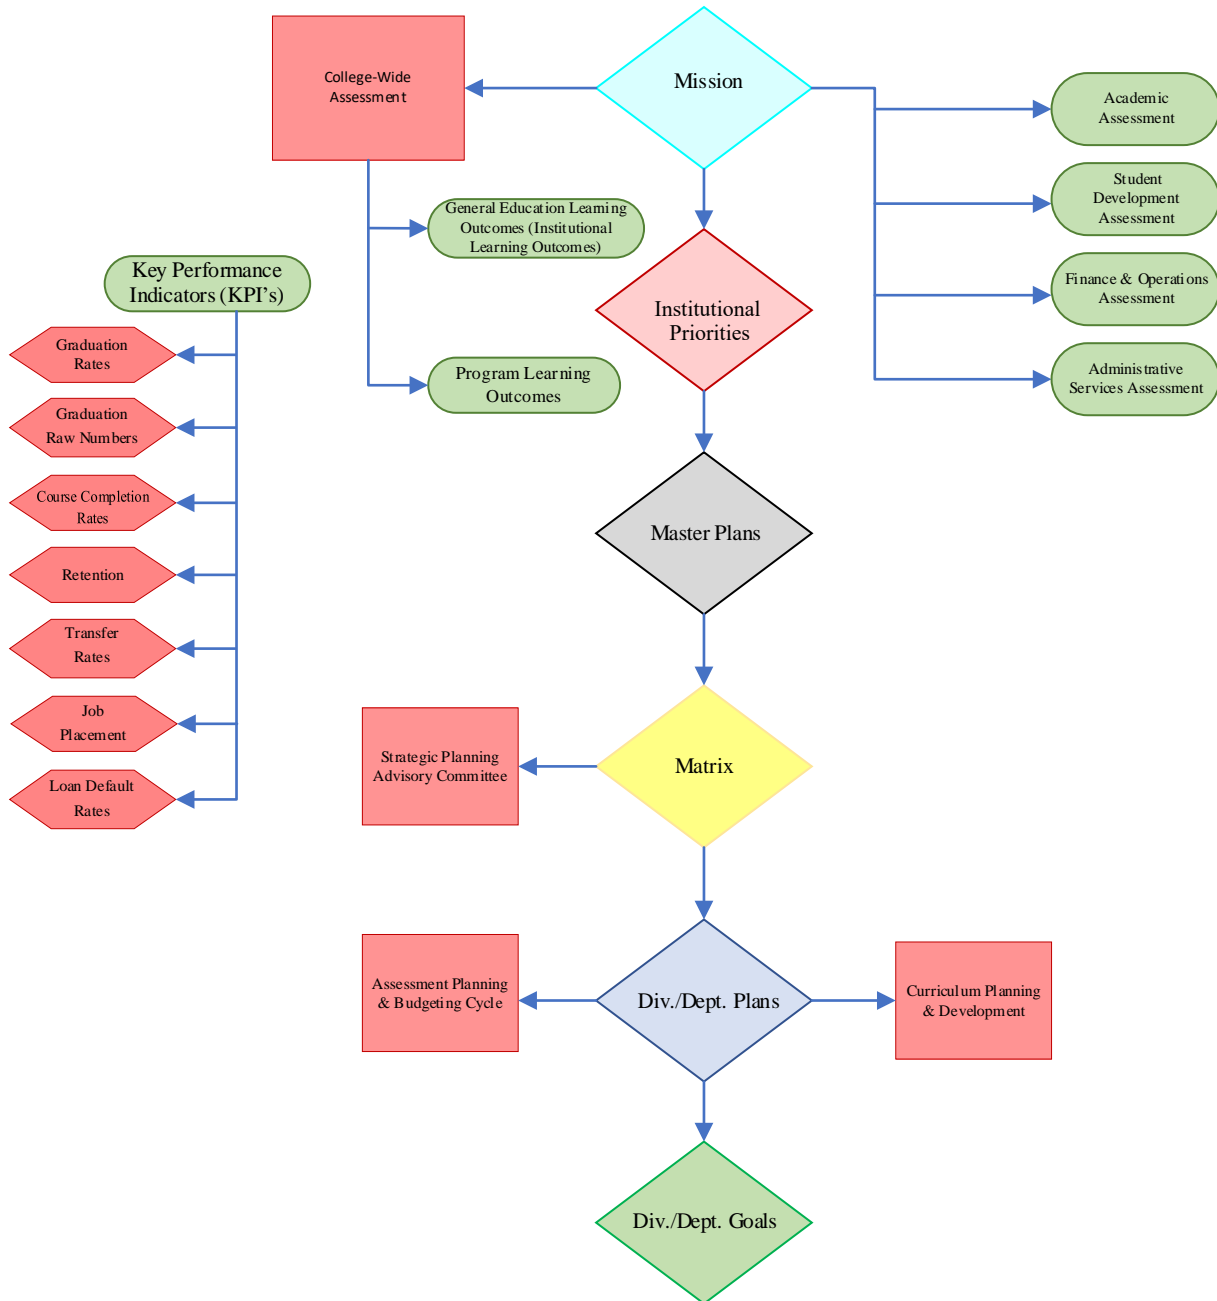 College-Wide
Assessment
Mission
Academic
Assessment
Student
Development
Assessment
General Education Learning
Outcomes (Institutional
Learning Outcomes)
Key Performance
Indicators (KPI's)
Finance & Operations
Assessment
Institutional
Priorities
Graduation
Rates
Program Learning
Outcomes
Administrative
Services Assessment
Graduation
Raw Numbers
Course Completion
Rates
Master Plans
Retention
Transfer
Rates
Job
Placement
Strategic Planning
Advisory Committee
Matrix
Loan Default
Rates
Assessment Planning
& Budgeting Cycle
Div./Dept. Plans
Curriculum Planning
& Development
Div./Dept. Goals